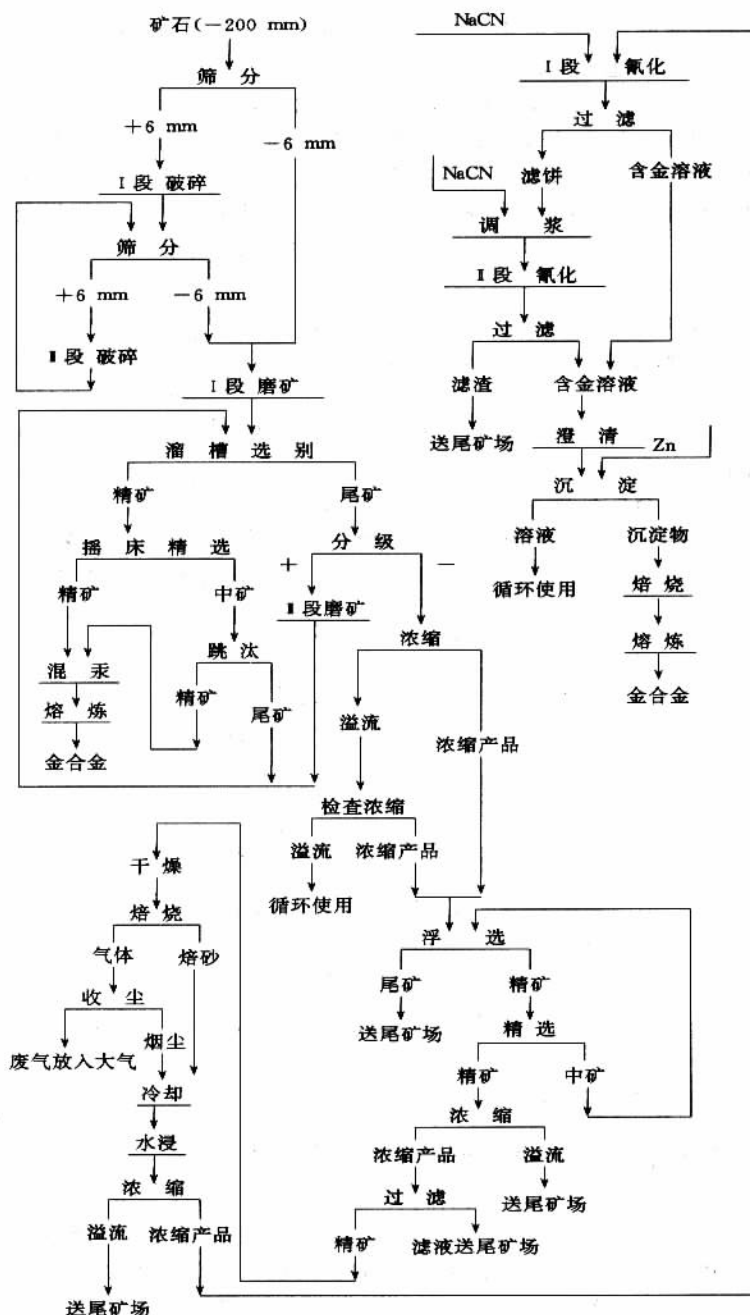 矿石(－200 mm)
筛 分
＋6 mm
－6 mm
Ⅰ段 破碎
筛 分
＋6 mm
－6 mm
Ⅱ段 破碎
Ⅰ段 磨矿
溜 槽 选 别
精矿
尾矿
摇 床 精 选
分 级
＋
－
精矿
中矿
Ⅱ段磨矿
混 汞
跳 汰
浓缩
熔 炼
精矿
尾矿
金合金
溢流
浓缩产品
检查浓缩
溢流
浓缩产品
循环使用
浮 选
尾矿
精矿
送尾矿场
精选
精矿
中矿
浓 缩
浓缩产品
溢流
过 滤
送尾矿场
精矿
滤液送尾矿场
干 燥
焙烧
气体
焙砂
收 尘
烟尘
废气放入大气
冷却
水浸
浓 缩
溢流
浓缩产品
送尾矿场
NaCN
Ⅰ段 氰化
过 滤
NaCN
滤饼
含金溶液
调 浆
Ⅱ段 氰化
过 滤
滤渣
含金溶液
送尾矿场
澄 清
Zn
沉 淀
溶液
沉淀物
循环使用
焙 烧
熔 炼
金合金